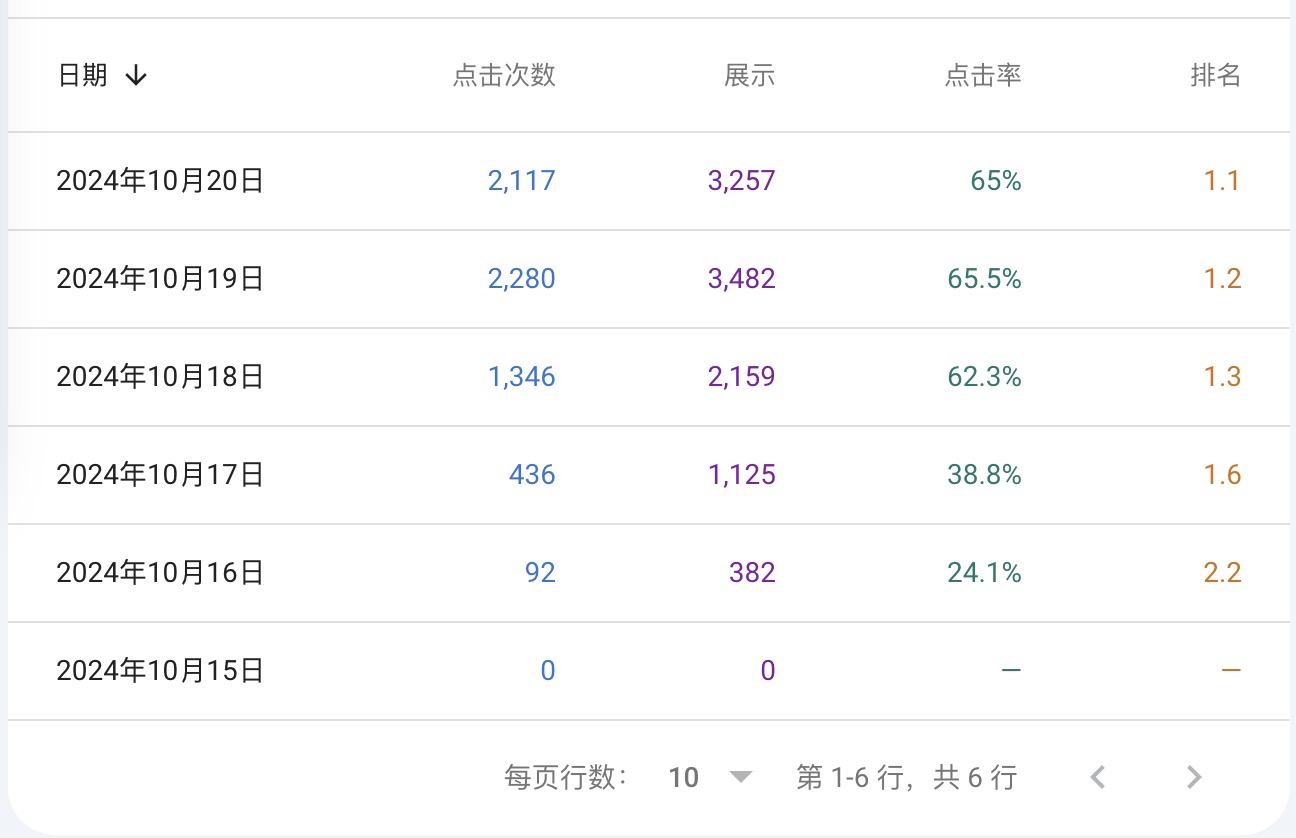 日期 ↓ 点击次数 展示 点击率 排名
2024年10月20日 2,117 3,257 65% 1.1
2024年10月19日 2,280 3,482 65.5% 1.2
2024年10月18日 1,346 2,159 62.3% 1.3
2024年10月17日 436 1,125 38.8% 1.6
2024年10月16日 92 382 24.1% 2.2
2024年10月15日 0 0 — —
每页行数： 10 第 1-6 行，共 6 行